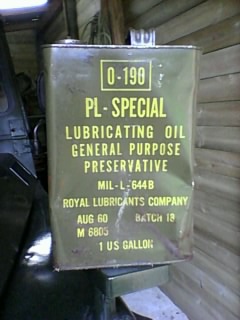 O-190
PL-SPECIAL
LUBRICATING OIL
GENERAL PURPOSE
PRESERVATIVE
MIL-L-644B
ROYAL LUBRICANTS COMPANY
AUG 60 BATCH 13
M 6805
1 US GALLON